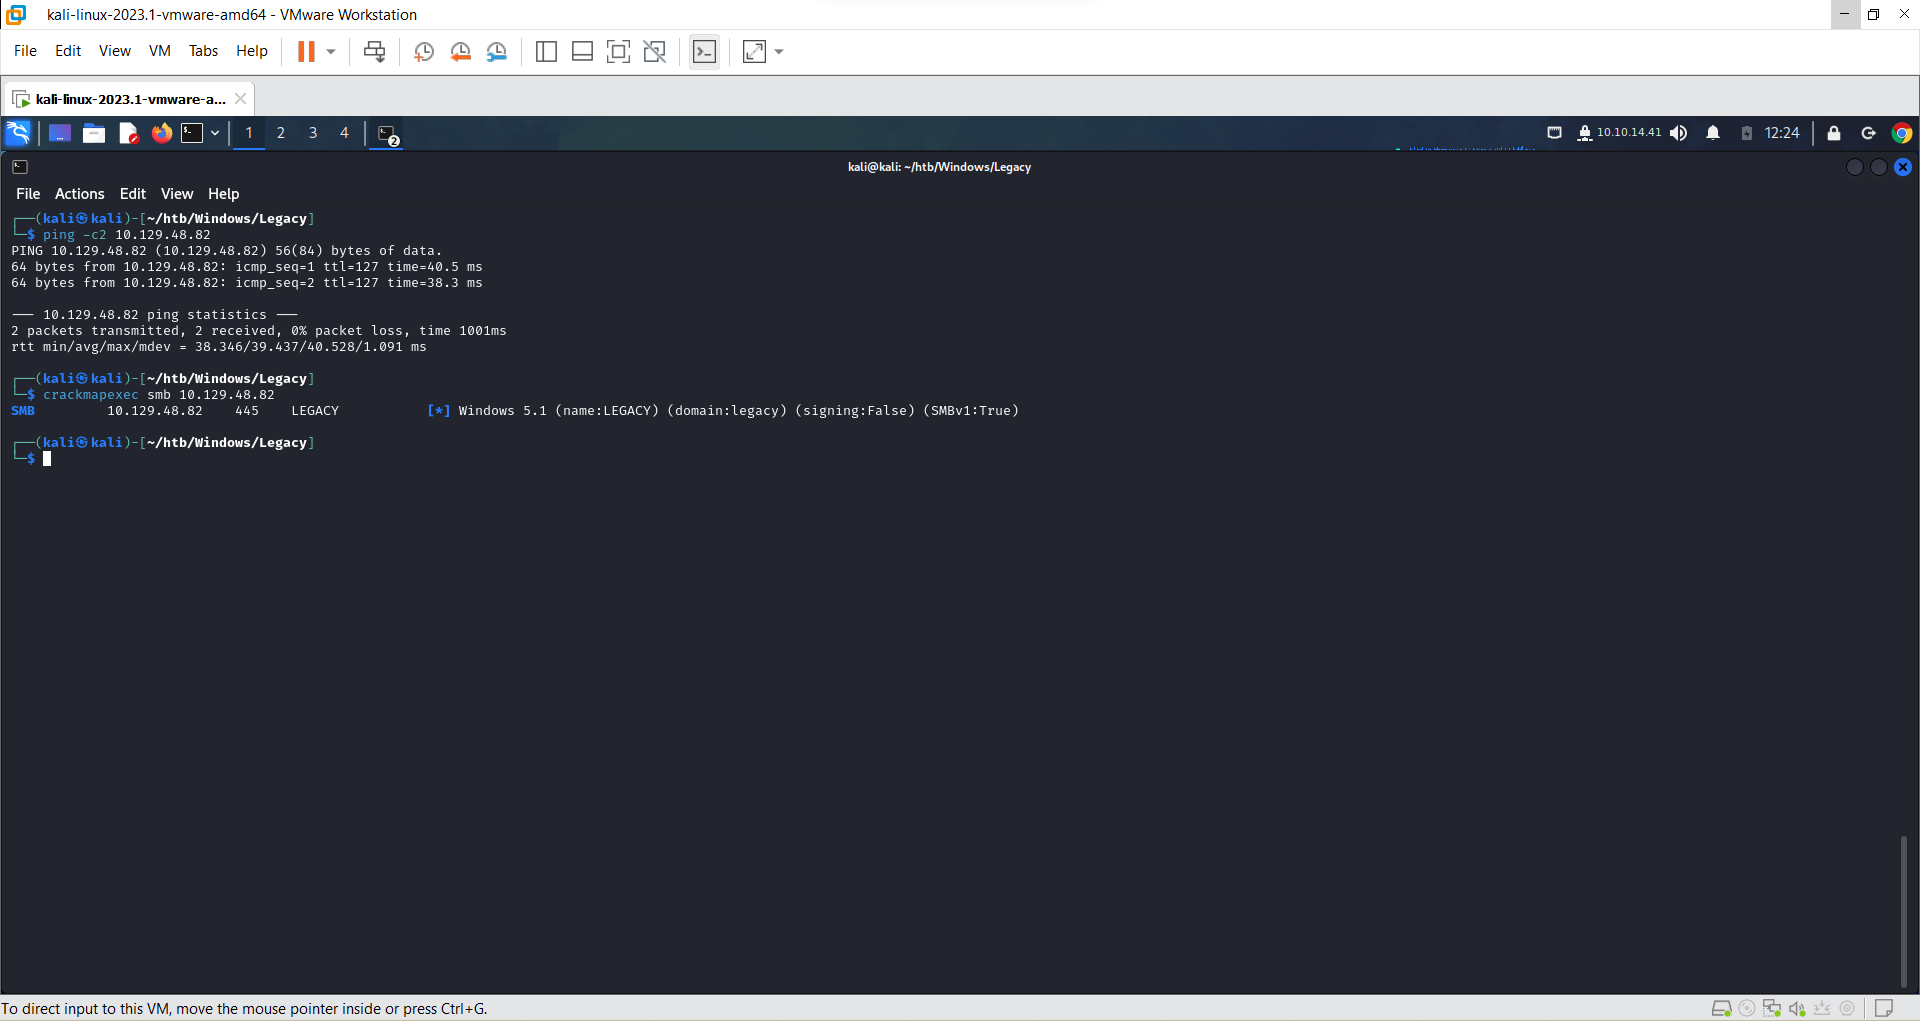 kali-linux-2023.1-vmware-amd64 - VMware Workstation
File Edit View VM Tabs Help
kali-linux-2023.1-vmware-a...
1 2 3 4 2 10.10.14.41 12:24
kali@kali: ~/htb/Windows/Legacy
File Actions Edit View Help
┌──(kali㉿kali)-[~/htb/Windows/Legacy]
└─$ ping -c2 10.129.48.82
PING 10.129.48.82 (10.129.48.82) 56(84) bytes of data.
64 bytes from 10.129.48.82: icmp_seq=1 ttl=127 time=40.5 ms
64 bytes from 10.129.48.82: icmp_seq=2 ttl=127 time=38.3 ms
--- 10.129.48.82 ping statistics ---
2 packets transmitted, 2 received, 0% packet loss, time 1001ms
rtt min/avg/max/mdev = 38.346/39.437/40.528/1.091 ms
┌──(kali㉿kali)-[~/htb/Windows/Legacy]
└─$ crackmapexec smb 10.129.48.82
SMB 10.129.48.82 445 LEGACY [*] Windows 5.1 (name:LEGACY) (domain:legacy) (signing:False) (SMBv1:True)
┌──(kali㉿kali)-[~/htb/Windows/Legacy]
└─$
To direct input to this VM, move the mouse pointer inside or press Ctrl+G.